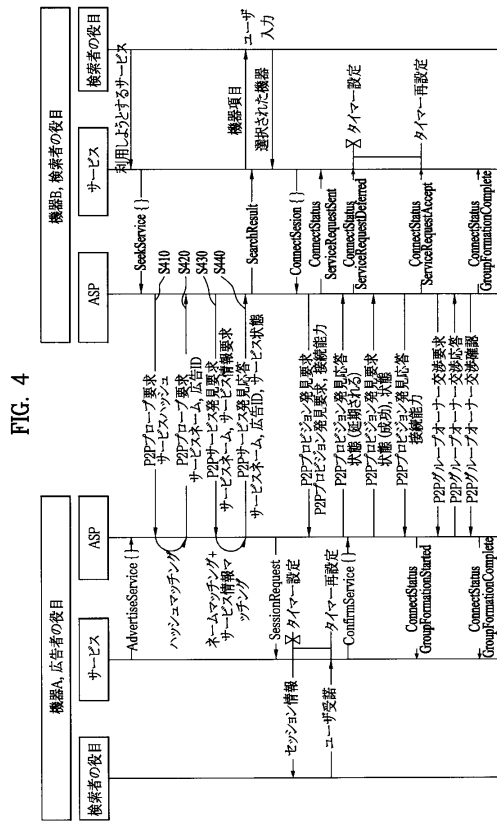 FIG. 4
機器A, 広告者の役目
機器B, 検索者の役目
検索者の役目
サービス
ASP
ASP
サービス
検索者の役目
利用しようとするサービス
AdvertiseService { }
SeekService { }
P2Pプローブ要求
サービスハッシュ
S410
ハッシュマッチング
P2Pプローブ要求
サービスネーム, 広告ID
S420
P2Pサービス発見要求
サービスネーム, サービス情報要求
S430
ネームマッチング+
サービス情報マ
ッチング
P2Pサービス発見応答
サービスネーム, 広告ID, サービス状態
S440
SearchResult
機器項目
ユーザ
入力
選択された機器
ConnectSesion { }
P2Pプロビジョン発見要求
P2Pプロビジョン発見要求, 接続能力
ConnectStatus
ServiceRequestSent
SessionRequest
セッション情報
タイマー設定
P2Pプロビジョン発見応答
状態 (延期される)
ConnectStatus
ServiceRequestDeferred
タイマー設定
ユーザ受諾
タイマー再設定
ConfirmService { }
P2Pプロビジョン発見要求
状態 (成功), 状態
P2Pプロビジョン発見応答
接続能力
ConnectStatus
ServiceRequestAccept
タイマー再設定
ConnectStatus
GroupFormationStarted
P2Pグループオーナー交渉要求
P2Pグループオーナー交渉応答
P2Pグループオーナー交渉確認
ConnectStatus
GroupFormationComplete
ConnectStatus
GroupFormationComplete